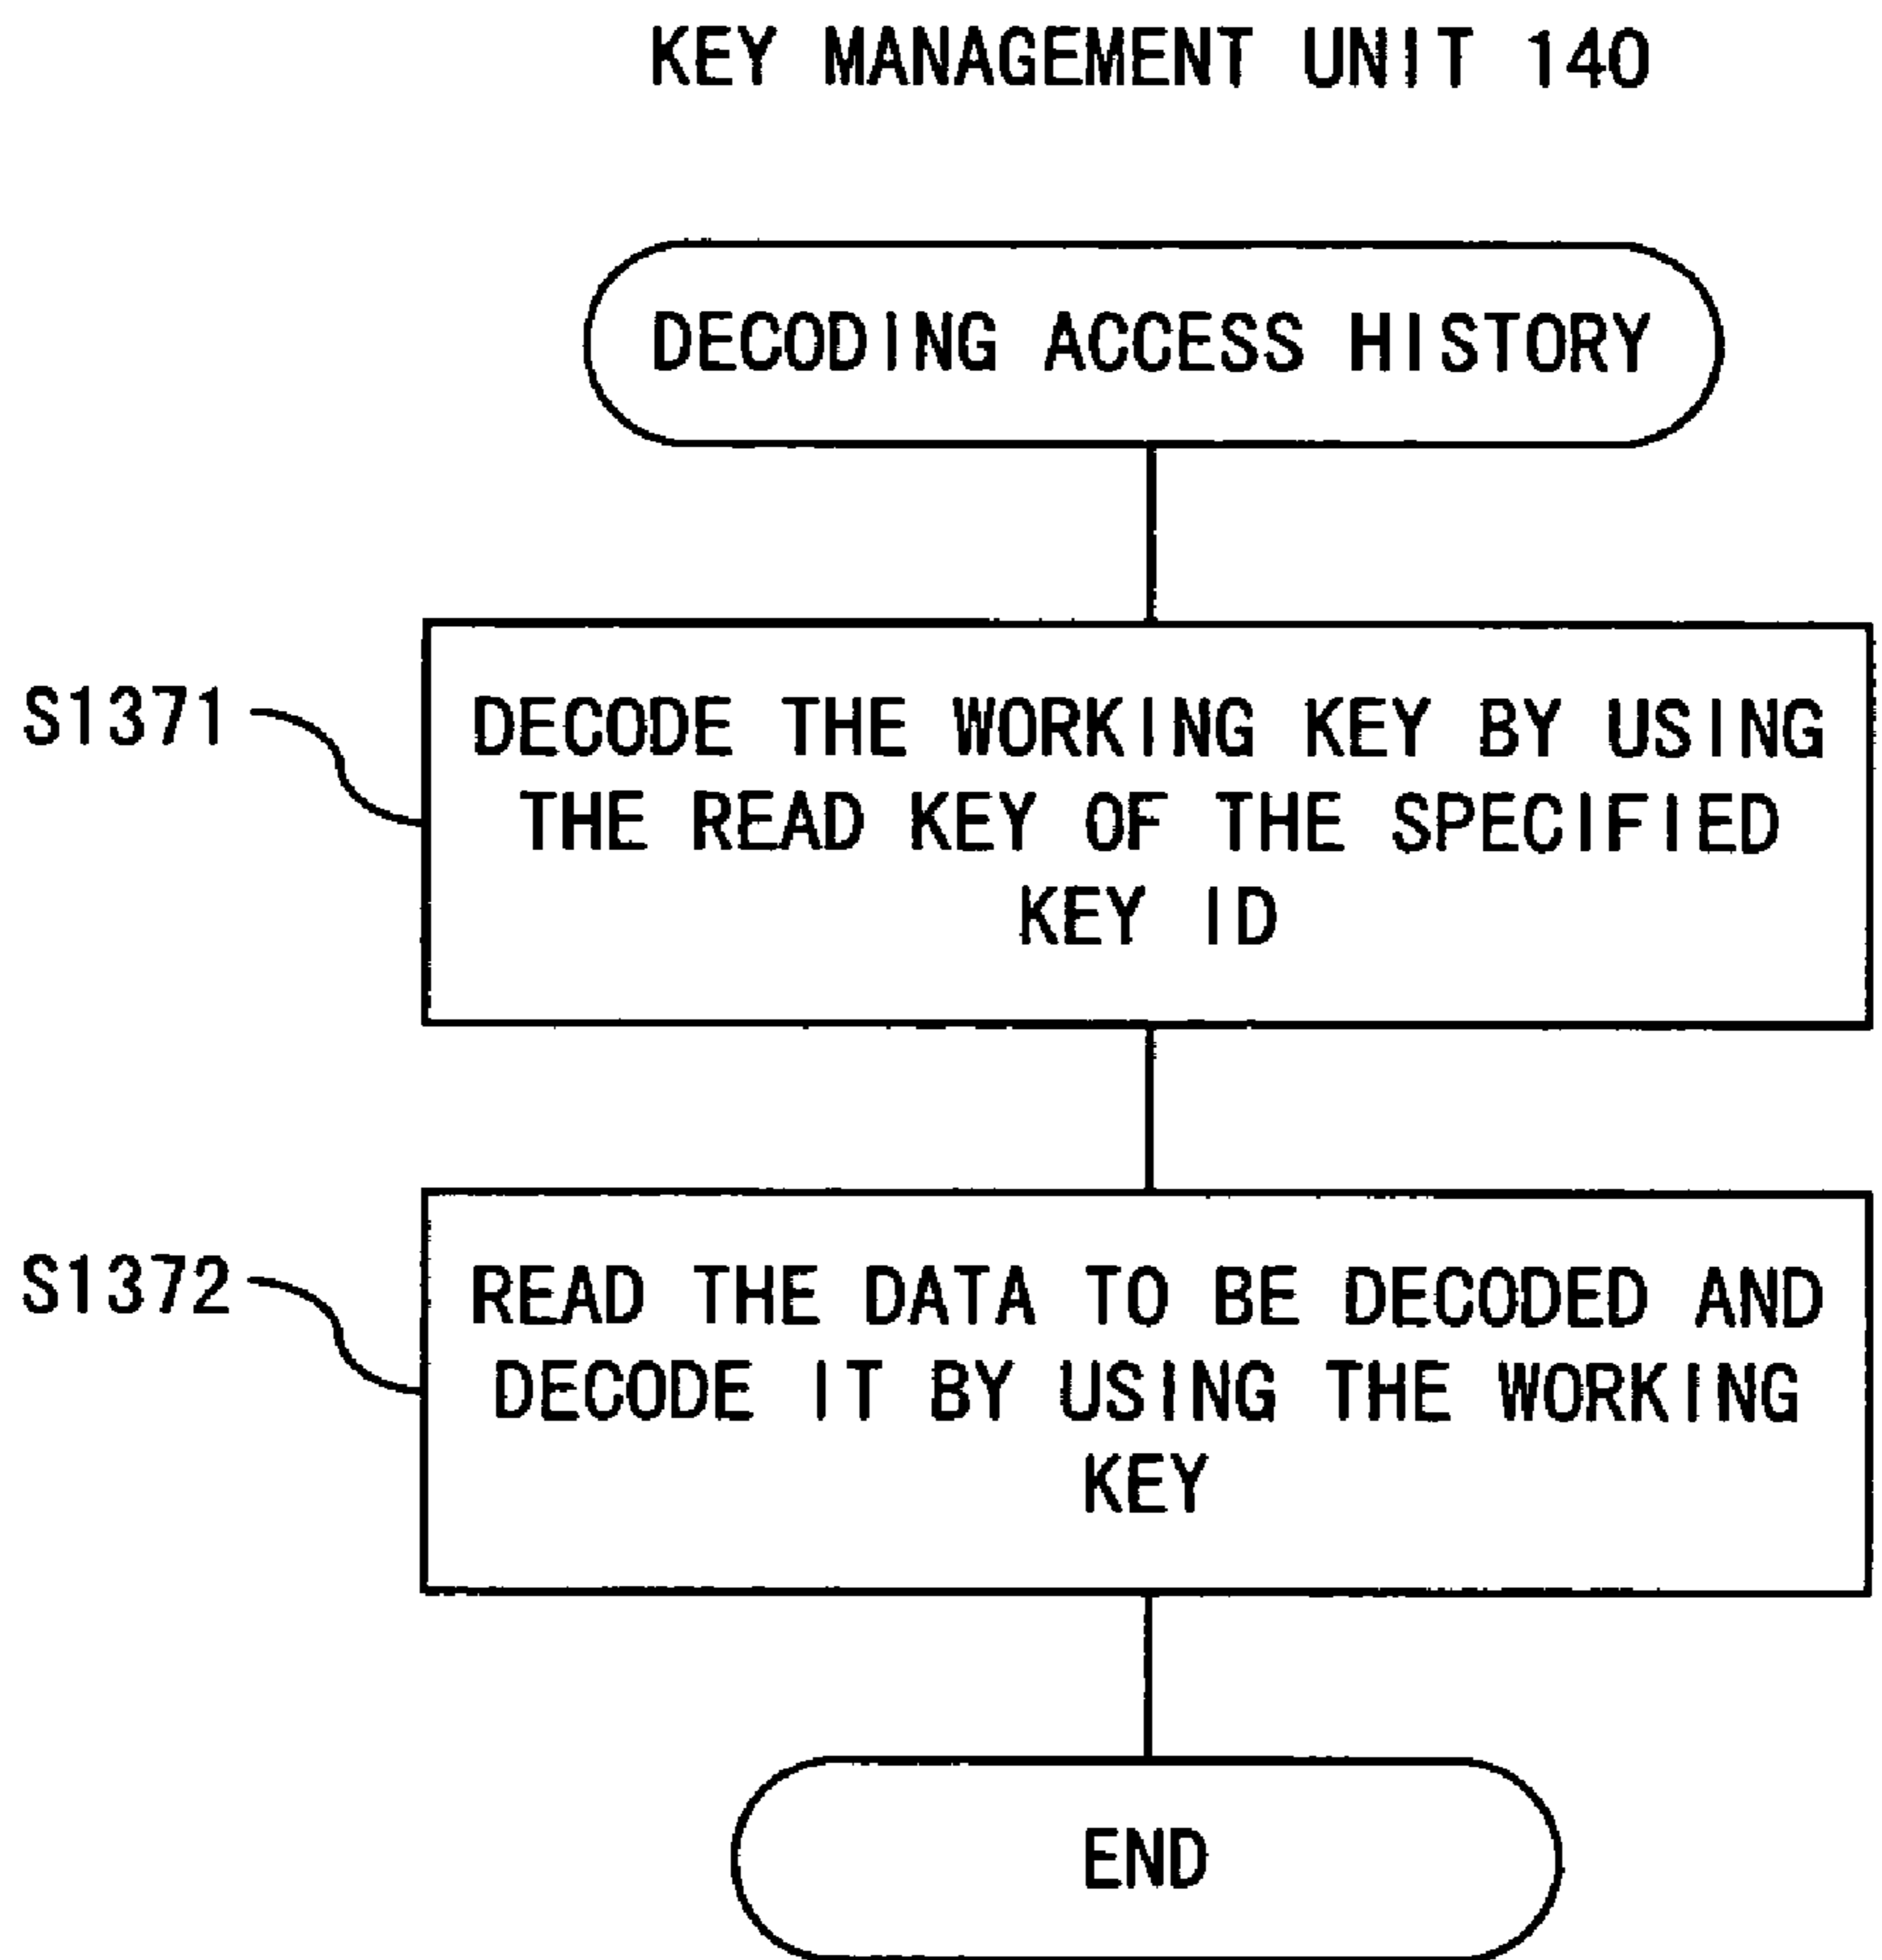 KEY MANAGEMENT UNIT 140
DECODING ACCESS HISTORY
S1371
DECODE THE WORKING KEY BY USING
THE READ KEY OF THE SPECIFIED
KEY ID
S1372
READ THE DATA TO BE DECODED AND
DECODE IT BY USING THE WORKING
KEY
END